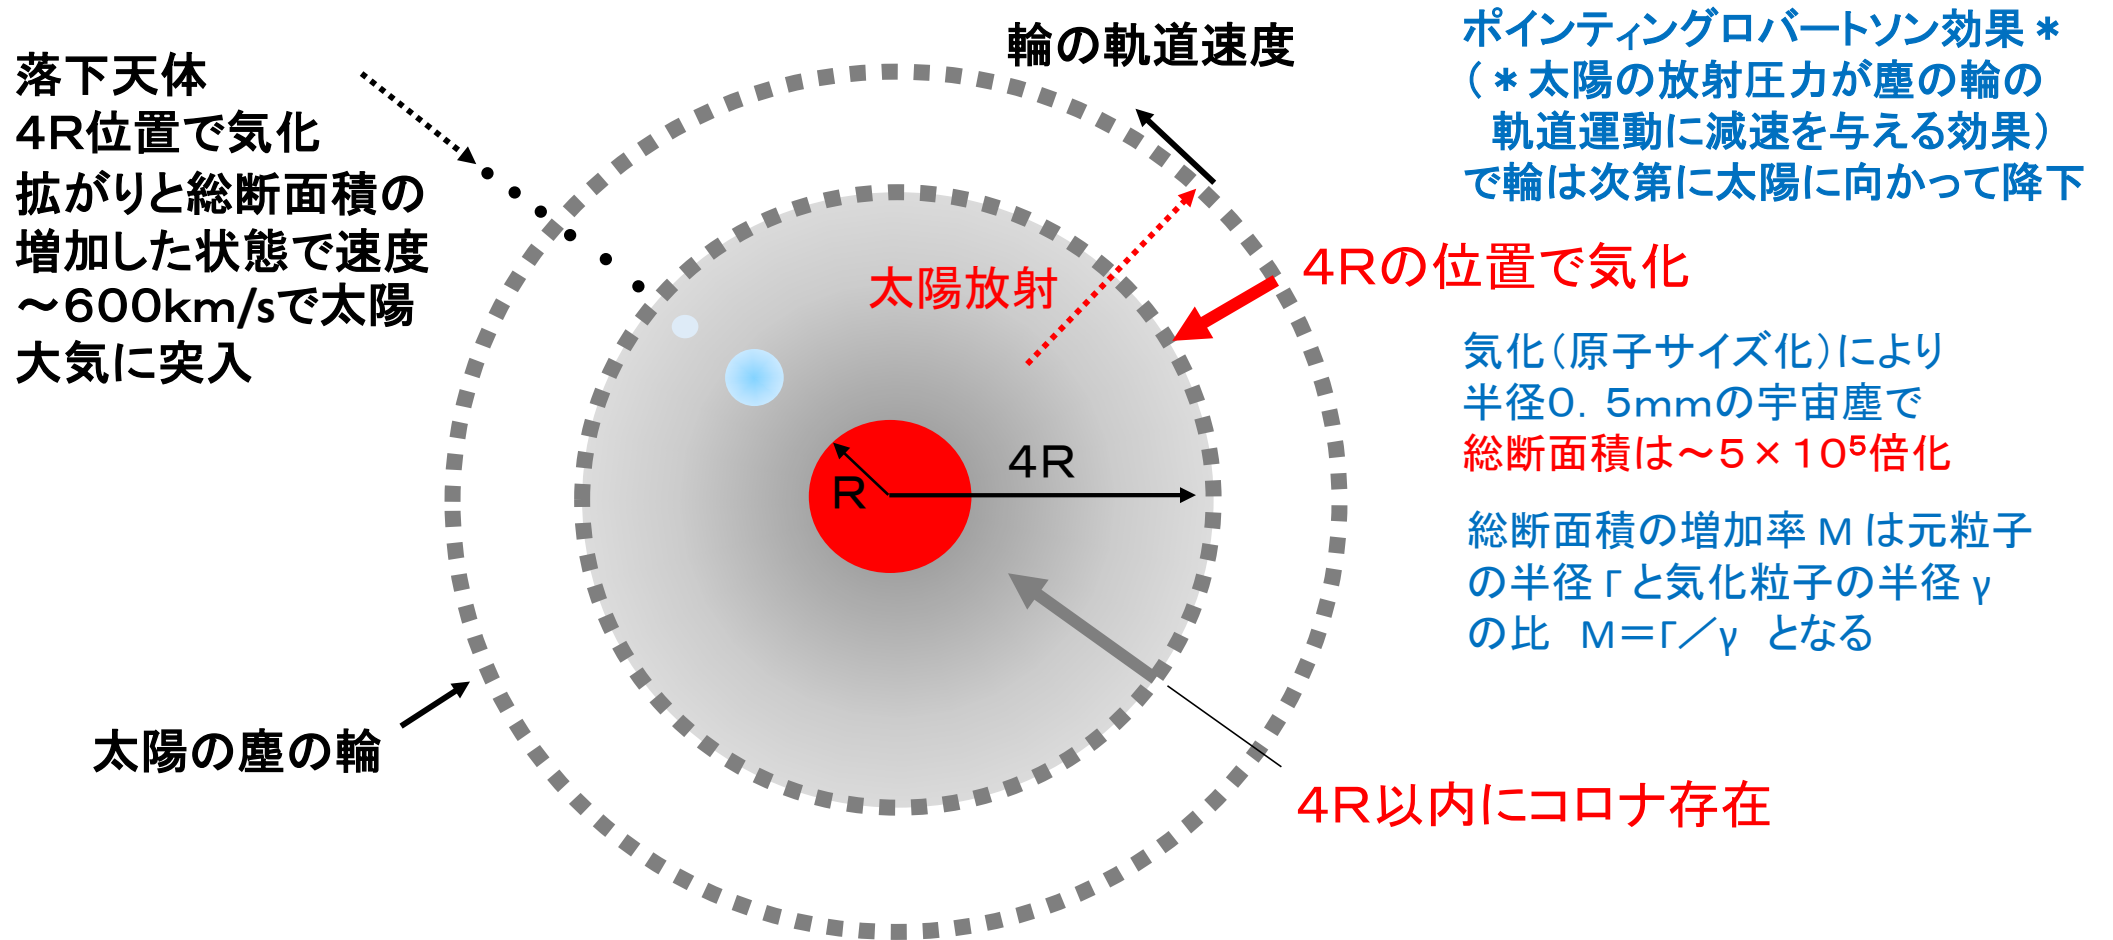 落下天体
4R位置で気化
拡がりと総断面積の
増加した状態で速度
～600km/sで太陽
大気に突入
輪の軌道速度
ポインティングロバートソン効果＊
（＊太陽の放射圧力が塵の輪の
軌道運動に減速を与える効果）
で輪は次第に太陽に向かって降下
太陽放射
4Rの位置で気化
気化（原子サイズ化）により
半径0．5mmの宇宙塵で
総断面積は～5×10⁵倍化
4R
R
総断面積の増加率Mは元粒子
の半径Γと気化粒子の半径γ
の比　M＝Γ／γ　となる
太陽の塵の輪
4R以内にコロナ存在